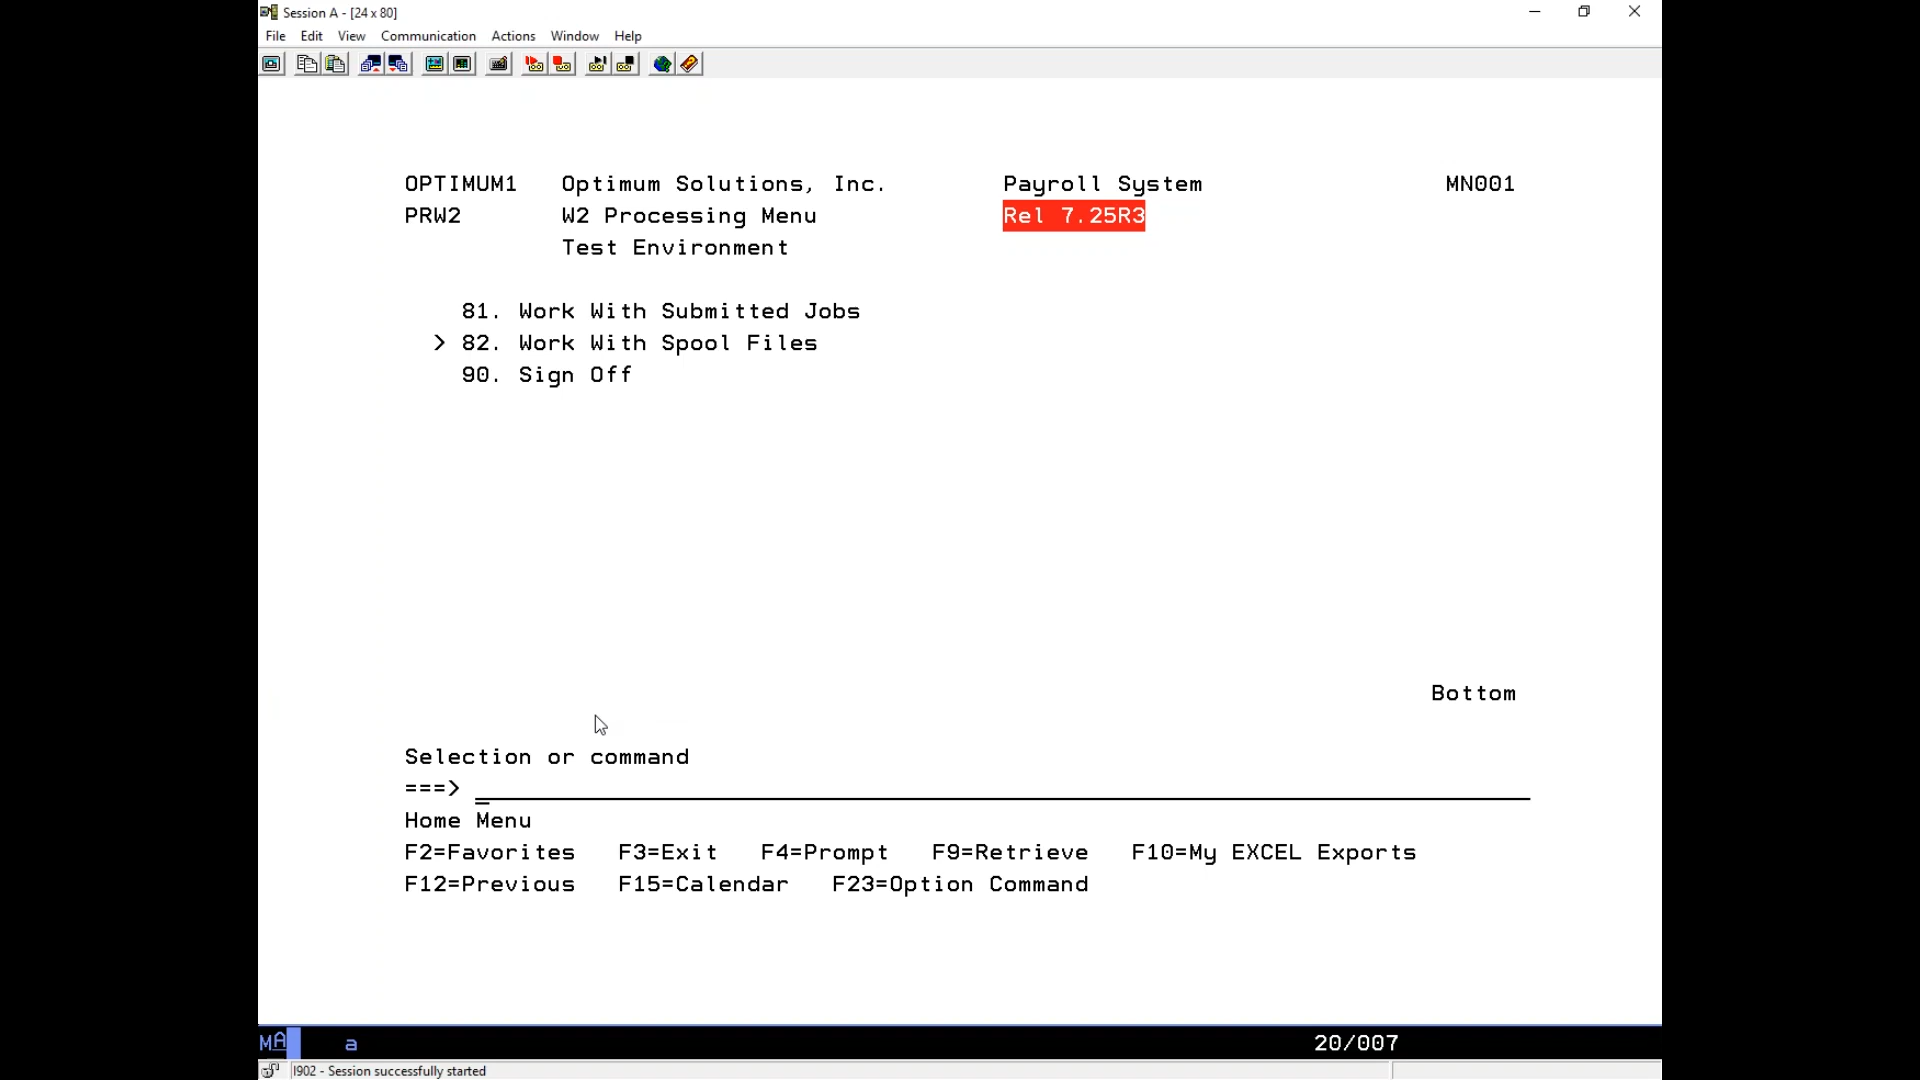 Session A - [24 x 80]
File Edit View Communication Actions Window Help
OPTIMUM1 Optimum Solutions, Inc. Payroll System MN001
PRW2 W2 Processing Menu Rel 7.25R3
Test Environment
81. Work With Submitted Jobs
> 82. Work With Spool Files
90. Sign Off
Bottom
Selection or command
===>
Home Menu
F2=Favorites F3=Exit F4=Prompt F9=Retrieve F10=My EXCEL Exports
F12=Previous F15=Calendar F23=Option Command
MA a 20/007
I902 - Session successfully started